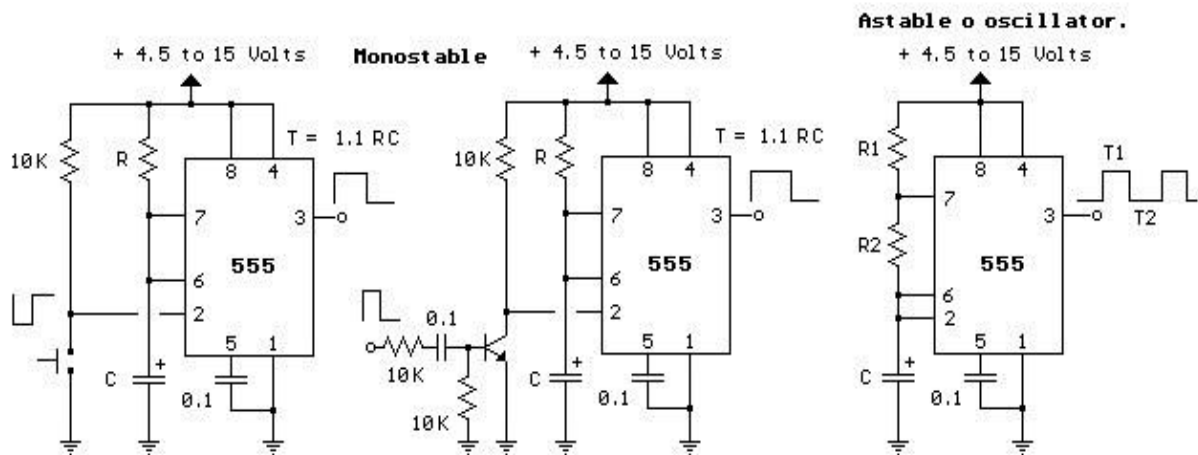 Astable o oscillator.
+ 4.5 to 15 Volts
Monostable
+ 4.5 to 15 Volts
+ 4.5 to 15 Volts
10K
R
8
4
T = 1.1 RC
7
3
555
6
2
5
1
C
+
0.1
10K
R
8
4
T = 1.1 RC
7
3
555
6
2
0.1
10K
10K
5
1
C
+
0.1
R1
8
4
T1
7
3
T2
R2
555
6
2
5
1
C
+
0.1